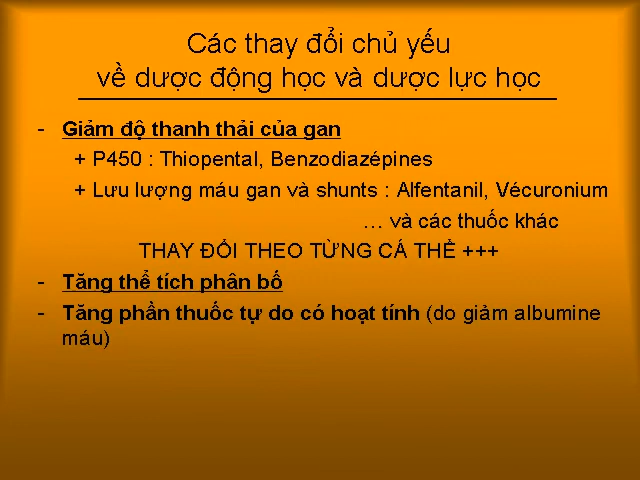 Các thay đổi chủ yếu
về dược động học và dược lực học
- Giảm độ thanh thải của gan
+ P450 : Thiopental, Benzodiazépines
+ Lưu lượng máu gan và shunts : Alfentanil, Vécuronium
… và các thuốc khác
THAY ĐỔI THEO TỪNG CÁ THỂ +++
- Tăng thể tích phân bố
- Tăng phần thuốc tự do có hoạt tính (do giảm albumine
máu)